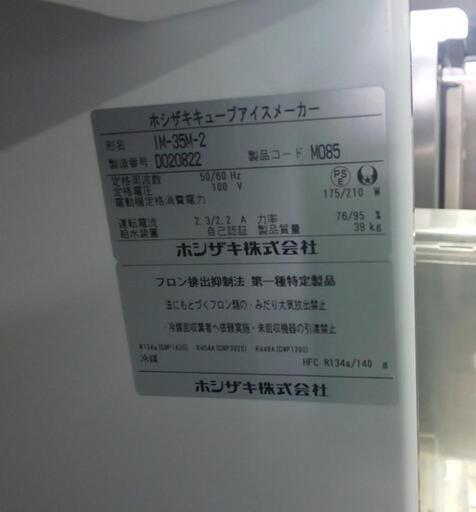 ホシザキキューブアイスメーカー
形名 IM-35M-2
製造番号 D020822 製品コード M085
定格周波数 50/60 Hz
定格電圧 100 V
電動機定格消費電力 175/210 W
PS E
運転電流 2.3/2.2 A 力率 76/95 %
給水装置 自己認証 製品質量 39 kg
ホシザキ株式会社
フロン排出抑制法 第一種特定製品
法にもとづくフロン類の・みだり大気放出禁止
・冷媒回収業者へ依頼実施・未回収機器の引渡禁止
R134a(GWP1430) R404A(GWP3920) R448A(GWP1390)
冷媒 HFC R134a/140 g
ホシザキ株式会社